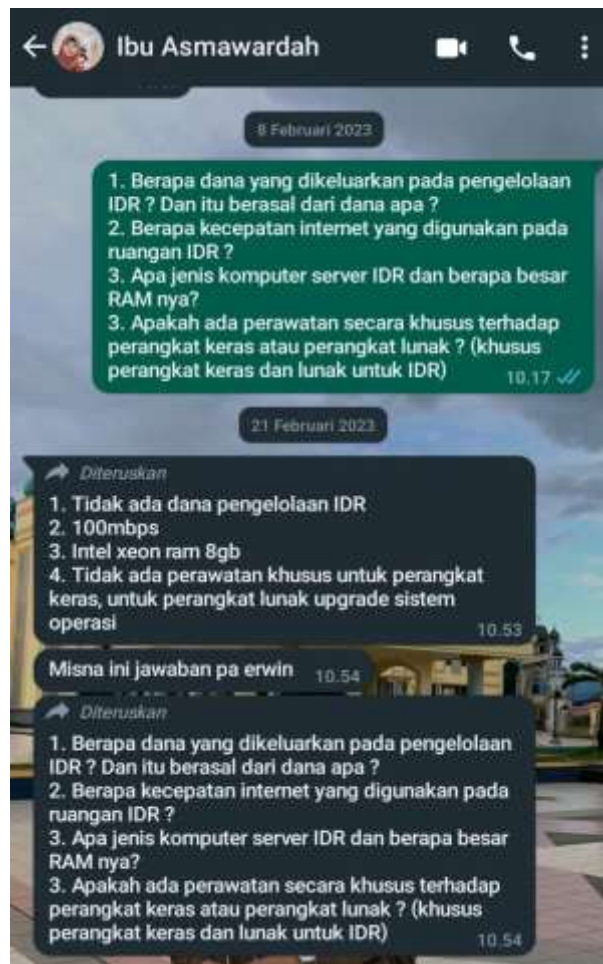 Ibu Asmawardah
8 Februari 2023
1. Berapa dana yang dikeluarkan pada pengelolaan
IDR ? Dan itu berasal dari dana apa ?
2. Berapa kecepatan internet yang digunakan pada
ruangan IDR ?
3. Apa jenis komputer server IDR dan berapa besar
RAM nya?
3. Apakah ada perawatan secara khusus terhadap
perangkat keras atau perangkat lunak ? (khusus
perangkat keras dan lunak untuk IDR)
10.17
21 Februari 2023
Diteruskan
1. Tidak ada dana pengelolaan IDR
2. 100mbps
3. Intel xeon ram 8gb
4. Tidak ada perawatan khusus untuk perangkat
keras, untuk perangkat lunak upgrade sistem
operasi
10.53
Misna ini jawaban pa erwin 10.54
Diteruskan
1. Berapa dana yang dikeluarkan pada pengelolaan
IDR ? Dan itu berasal dari dana apa ?
2. Berapa kecepatan internet yang digunakan pada
ruangan IDR ?
3. Apa jenis komputer server IDR dan berapa besar
RAM nya?
3. Apakah ada perawatan secara khusus terhadap
perangkat keras atau perangkat lunak ? (khusus
perangkat keras dan lunak untuk IDR)
10.54